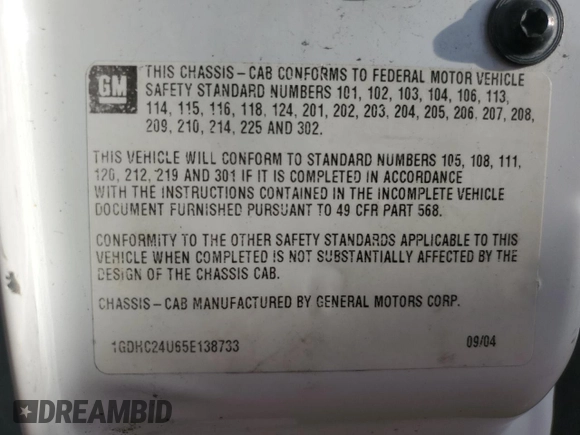 GM
THIS CHASSIS-CAB CONFORMS TO FEDERAL MOTOR VEHICLE
SAFETY STANDARD NUMBERS 101, 102, 103, 104, 106, 113,
114, 115, 116, 118, 124, 201, 202, 203, 204, 205, 206. 207, 208,
209, 210, 214, 225 AND 302.
THIS VEHICLE WILL CONFORM TO STANDARD NUMBERS 105, 108, 111,
120, 212, 219 AND 301 IF IT IS COMPLETED IN ACCORDANCE
WITH THE INSTRUCTIONS CONTAINED IN THE INCOMPLETE VEHICLE
DOCUMENT FURNISHED PURSUANT TO 49 CFR PART 568.
CONFORMITY TO THE OTHER SAFETY STANDARDS APPLICABLE TO THIS
VEHICLE WHEN COMPLETED IS NOT SUBSTANTIALLY AFFECTED BY THE
DESIGN OF THE CHASSIS CAB.
CHASSIS-CAB MANUFACTURED BY GENERAL MOTORS CORP.
1GDHC24U65E138733 09/04
DREAMBID